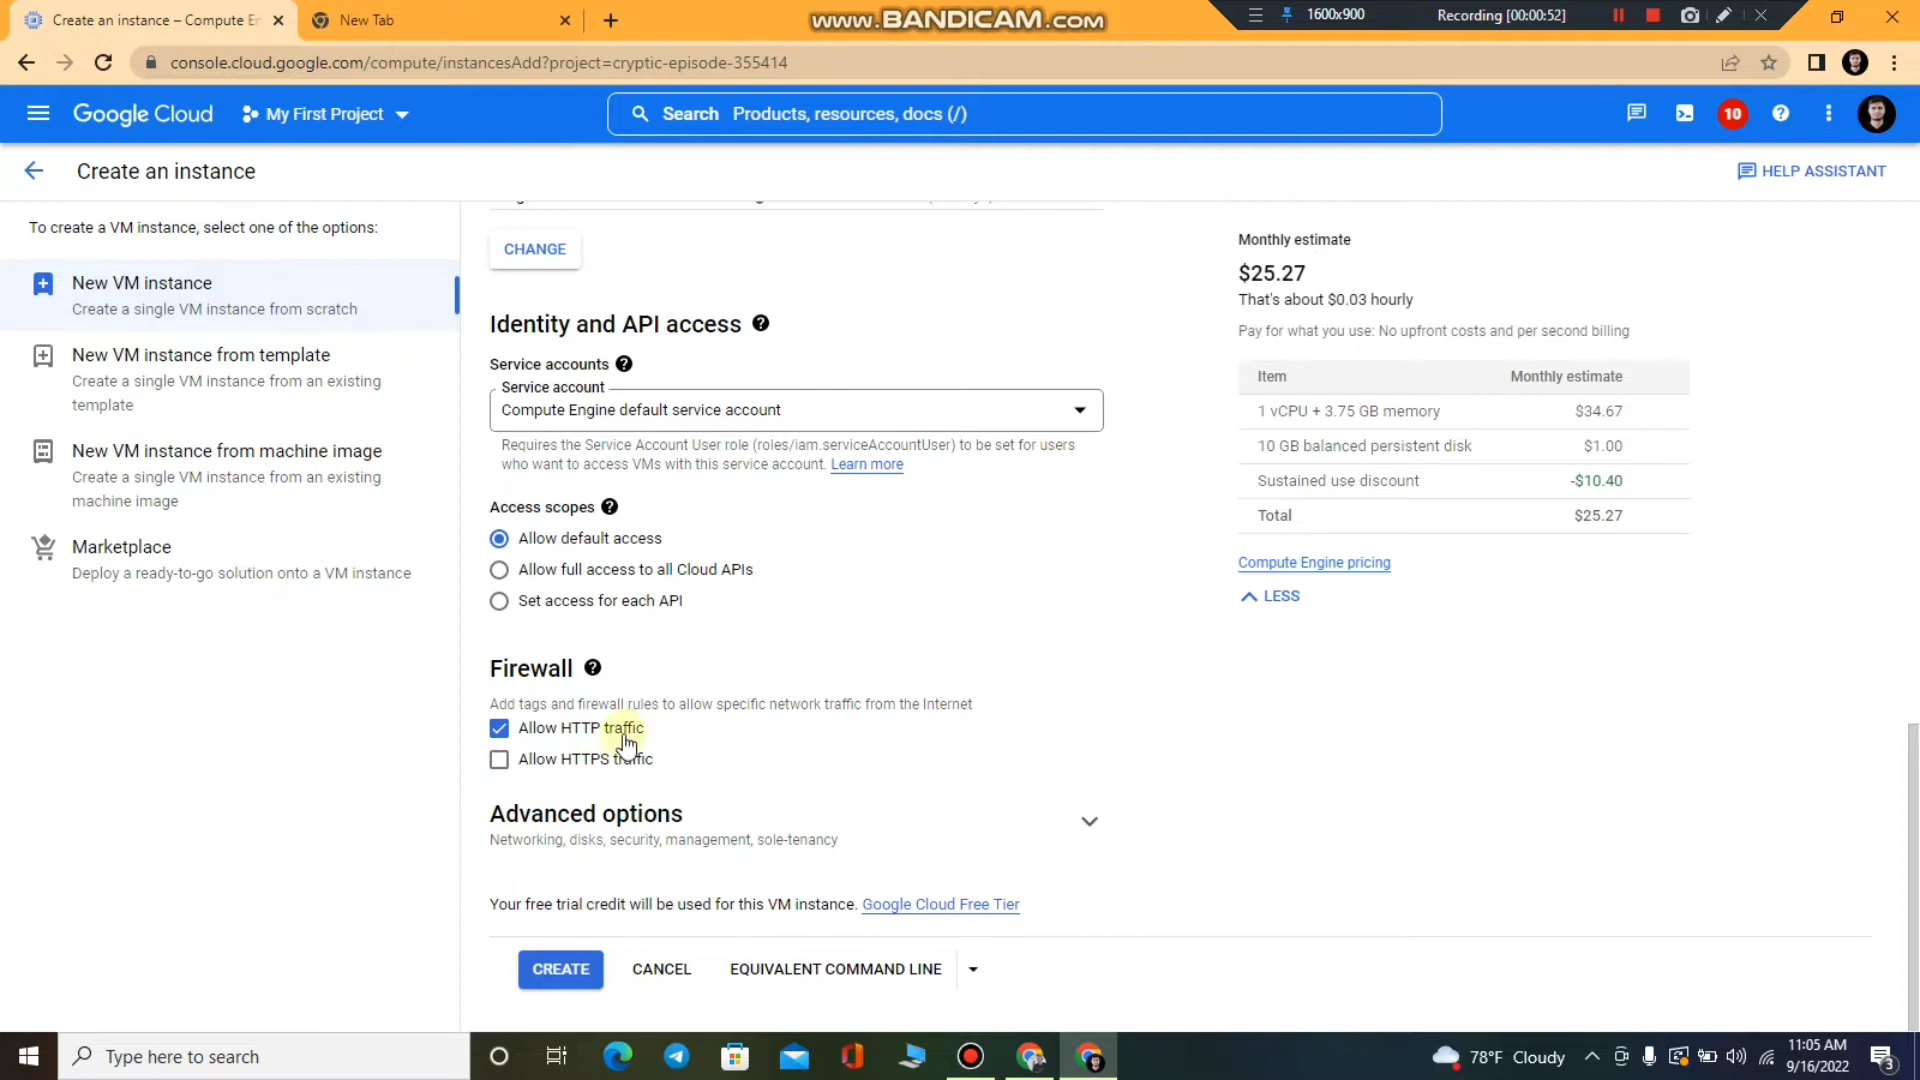 Create an instance – Compute En
New Tab
www.BANDICAM.com
1600x900
Recording [00:00:52]
console.cloud.google.com/compute/instancesAdd?project=cryptic-episode-355414
Google Cloud
My First Project
Search Products, resources, docs (/)
10
Create an instance
HELP ASSISTANT
To create a VM instance, select one of the options:
New VM instance
Create a single VM instance from scratch
New VM instance from template
Create a single VM instance from an existing
template
New VM instance from machine image
Create a single VM instance from an existing
machine image
Marketplace
Deploy a ready-to-go solution onto a VM instance
CHANGE
Identity and API access
Service accounts
Service account
Compute Engine default service account
Requires the Service Account User role (roles/iam.serviceAccountUser) to be set for users
who want to access VMs with this service account. Learn more
Access scopes
Allow default access
Allow full access to all Cloud APIs
Set access for each API
Firewall
Add tags and firewall rules to allow specific network traffic from the Internet
Allow HTTP traffic
Allow HTTPS traffic
Advanced options
Networking, disks, security, management, sole-tenancy
Your free trial credit will be used for this VM instance. Google Cloud Free Tier
CREATE
CANCEL
EQUIVALENT COMMAND LINE
Monthly estimate
$25.27
That's about $0.03 hourly
Pay for what you use: No upfront costs and per second billing
Item Monthly estimate
1 vCPU + 3.75 GB memory $34.67
10 GB balanced persistent disk $1.00
Sustained use discount -$10.40
Total $25.27
Compute Engine pricing
LESS
Type here to search
78°F Cloudy
11:05 AM
9/16/2022
3